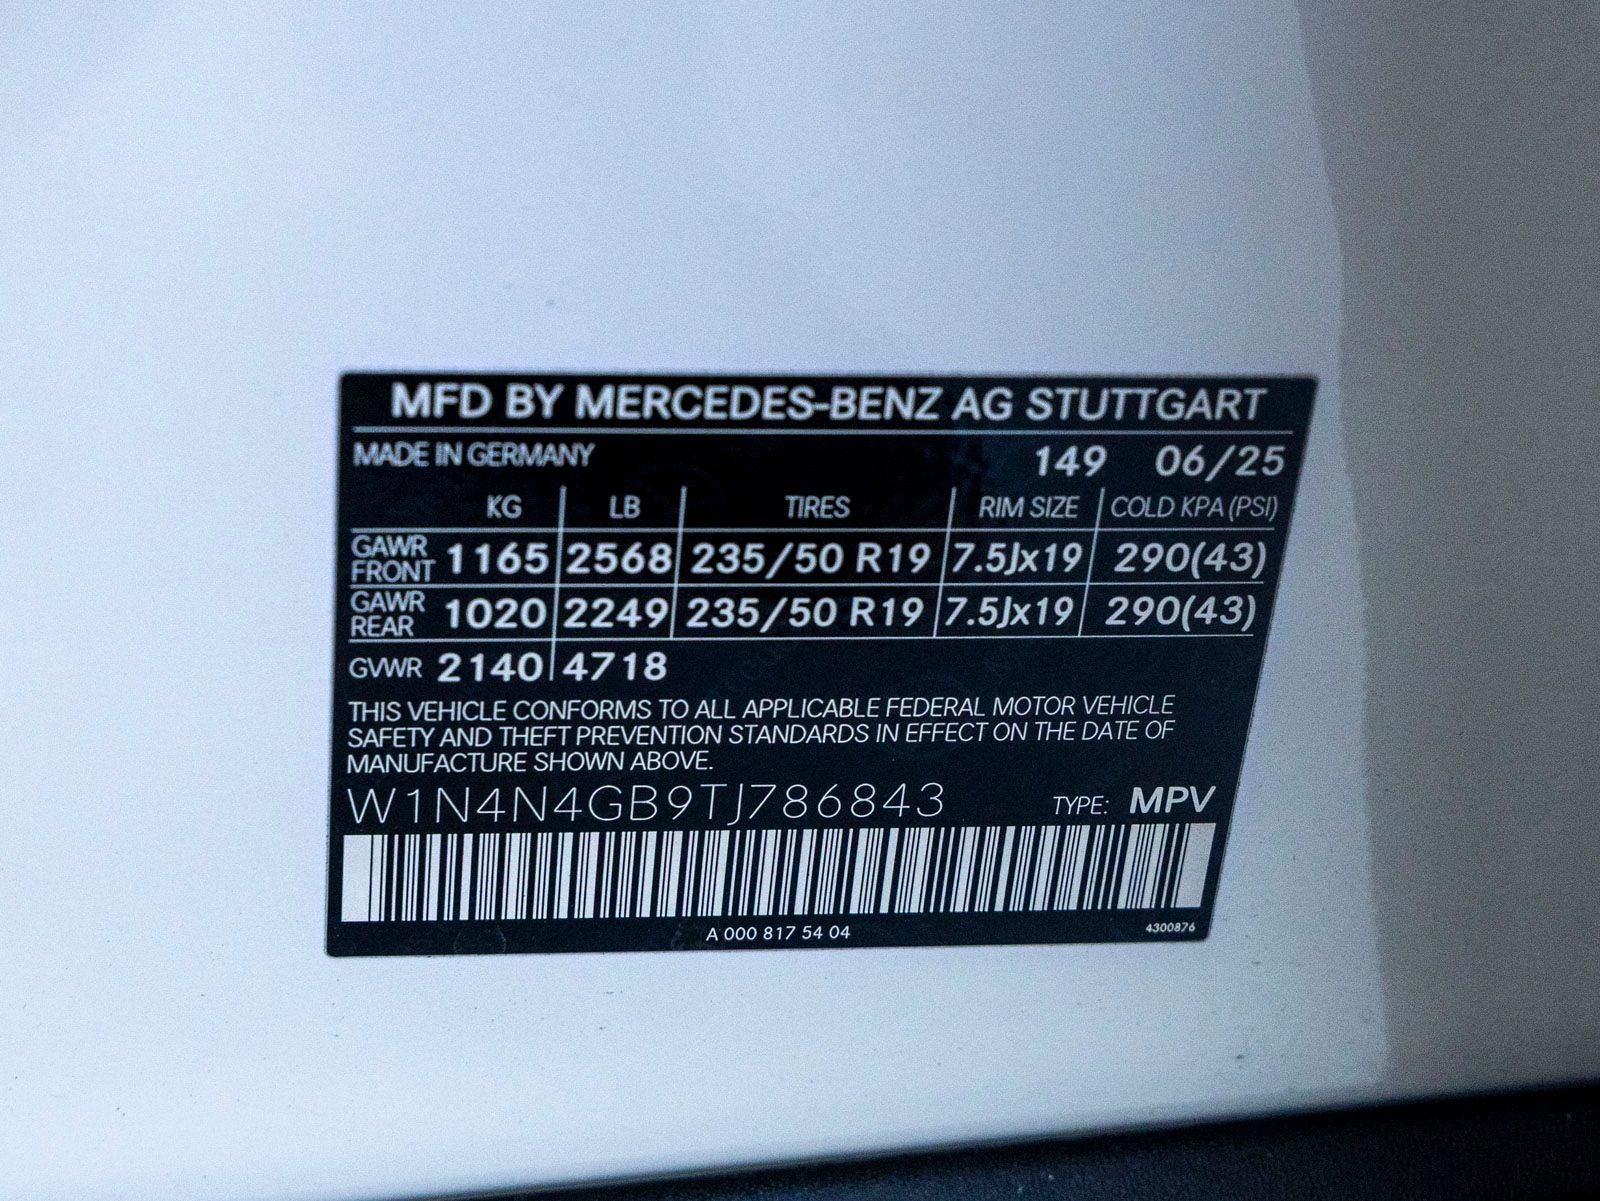 MFD BY MERCEDES-BENZ AG STUTTGART
MADE IN GERMANY 149 06/25
KG LB TIRES RIM SIZE COLD KPA (PSI)
GAWR FRONT 1165 2568 235/50 R19 7.5Jx19 290(43)
GAWR REAR 1020 2249 235/50 R19 7.5Jx19 290(43)
GVWR 2140 4718
THIS VEHICLE CONFORMS TO ALL APPLICABLE FEDERAL MOTOR VEHICLE
SAFETY AND THEFT PREVENTION STANDARDS IN EFFECT ON THE DATE OF
MANUFACTURE SHOWN ABOVE.
W1N4N4GB9TJ786843 TYPE: MPV
A 000 817 54 04 4300876